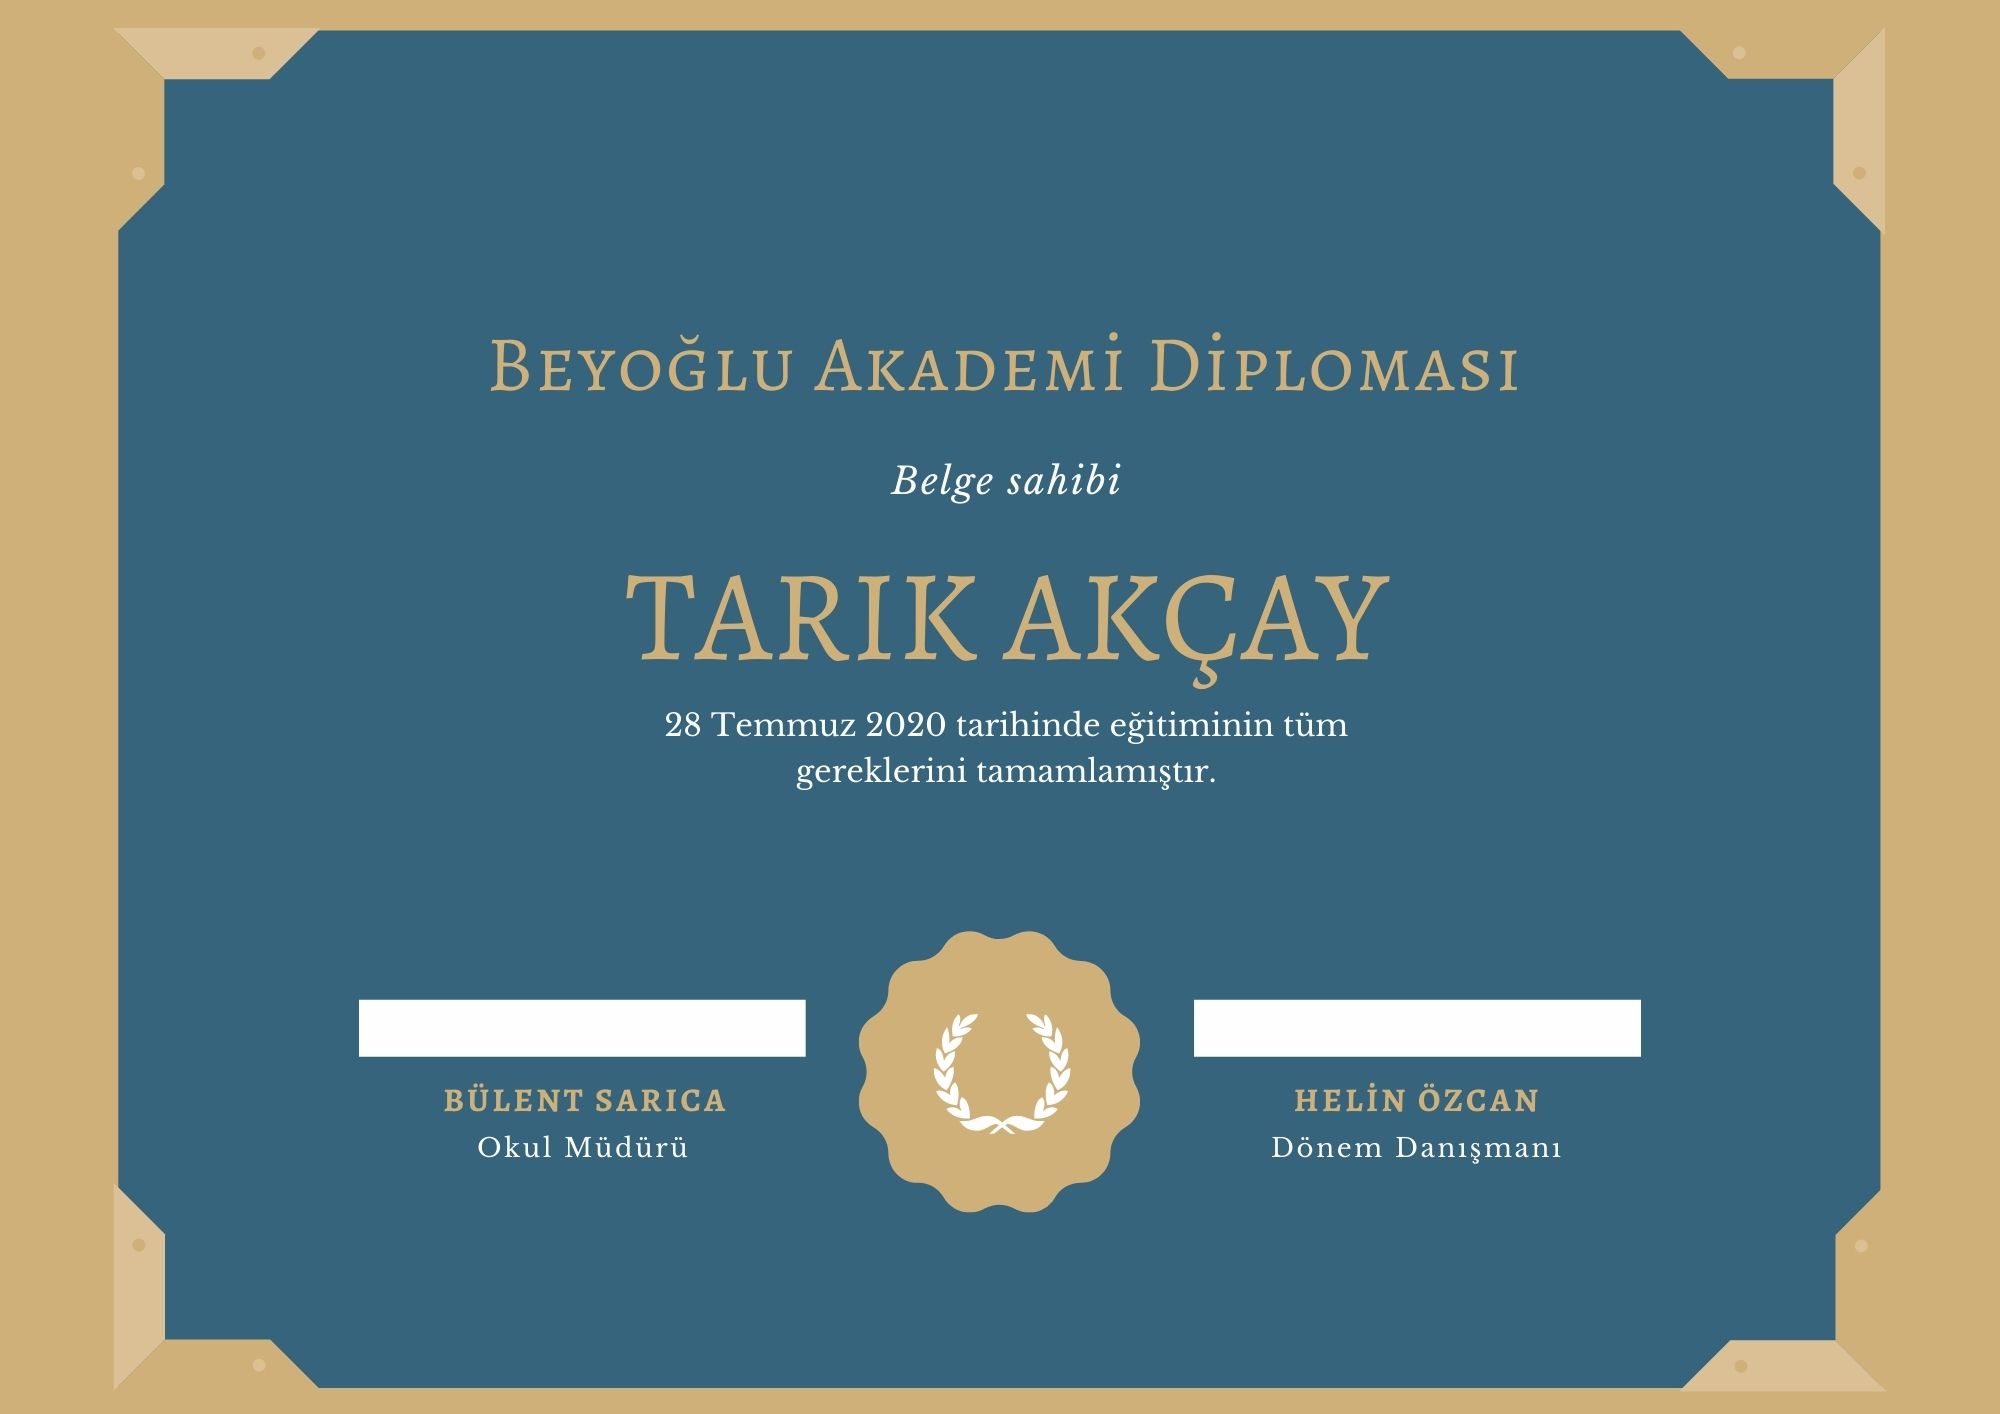 Beyoğlu Akademi Diploması
Belge sahibi
TARIK AKÇAY
28 Temmuz 2020 tarihinde eğitiminin tüm
gereklerini tamamlamıştır.
BÜLENT SARICA
Okul Müdürü
HELİN ÖZCAN
Dönem Danışmanı